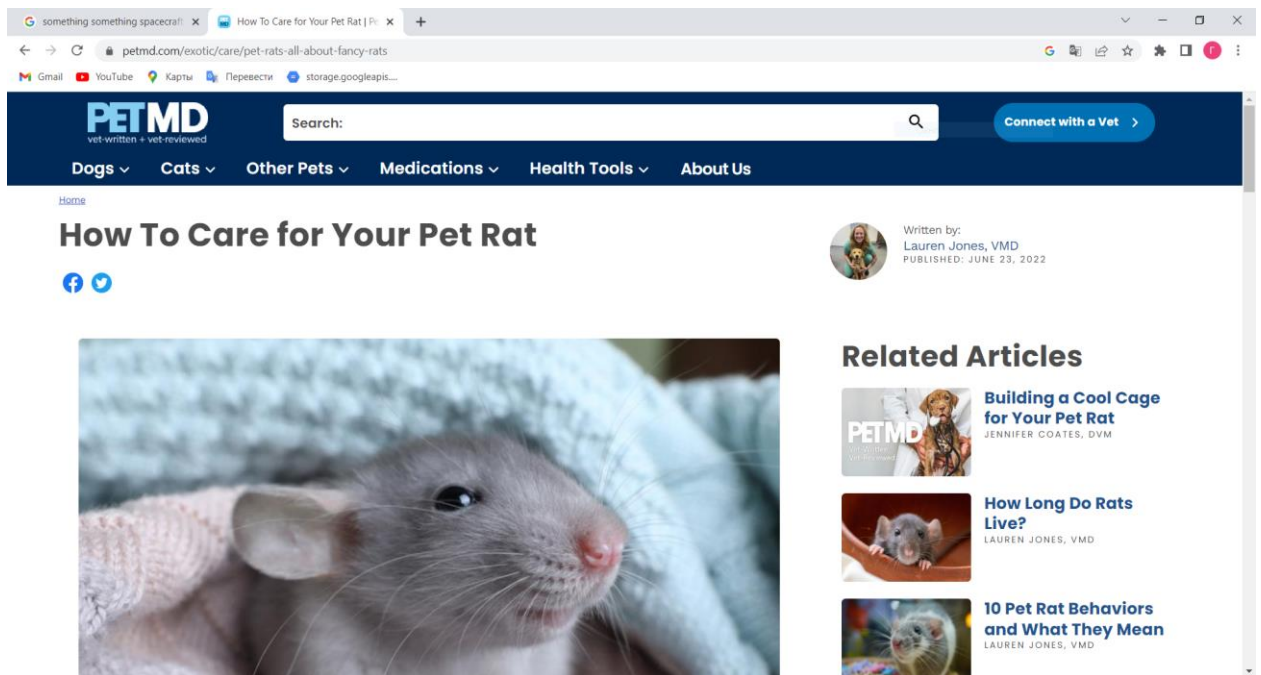 something something spacecraft
How To Care for Your Pet Rat | Pe
petmd.com/exotic/care/pet-rats-all-about-fancy-rats
Gmail
YouTube
Карты
Перевести
storage.googleapis....
PETMD
vet-written + vet-reviewed
Search:
Connect with a Vet >
Dogs
Cats
Other Pets
Medications
Health Tools
About Us
Home
How To Care for Your Pet Rat
Written by:
Lauren Jones, VMD
PUBLISHED: JUNE 23, 2022
Related Articles
PETMD
Building a Cool Cage
for Your Pet Rat
JENNIFER COATES, DVM
How Long Do Rats
Live?
LAUREN JONES, VMD
10 Pet Rat Behaviors
and What They Mean
LAUREN JONES, VMD